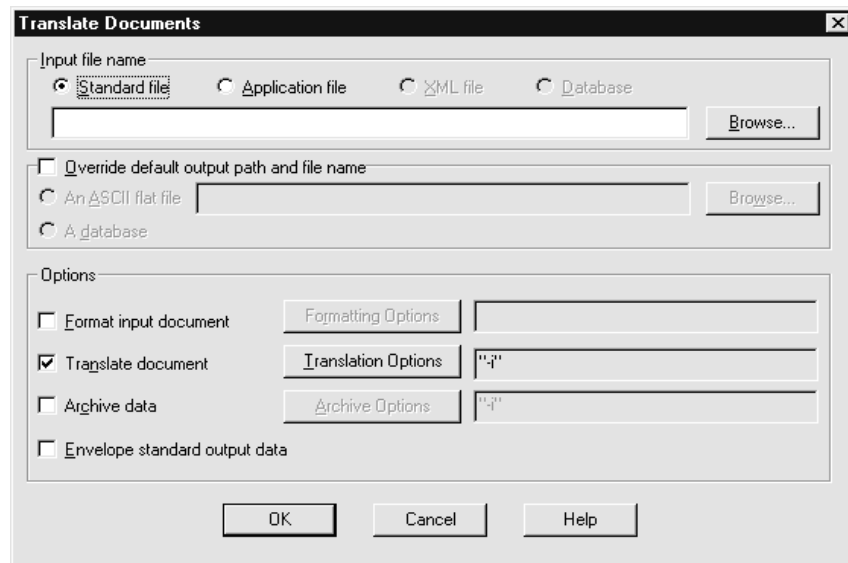 Translate Documents
Input file name
Standard file Application file XML file Database
Browse...
Override default output path and file name
An ASCII flat file Browse...
A database
Options
Format input document Formatting Options
Translate document Translation Options "-i"
Archive data Archive Options "-i"
Envelope standard output data
OK Cancel Help